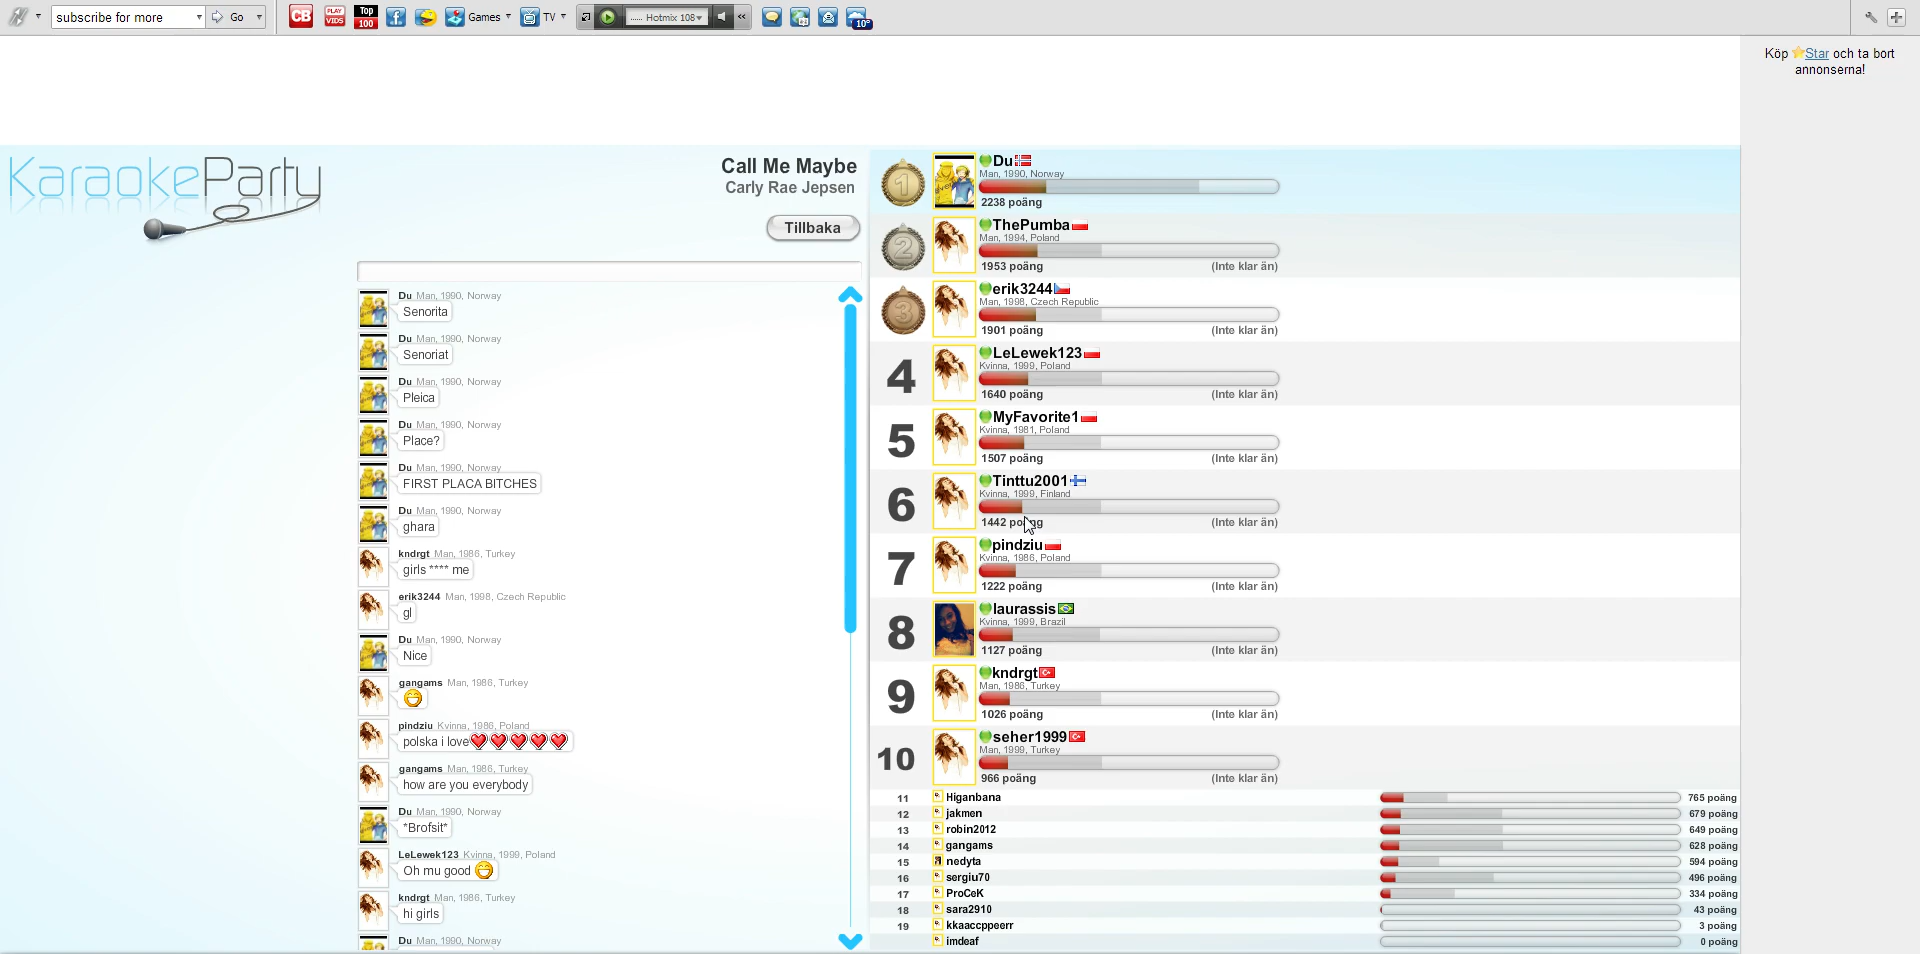 subscribe for more
Go
CB
PLAY VIDS
Top 100
Games
TV
..... Hotmix 108
10°
Köp Star och ta bort
annonserna!
KaraokeParty
Call Me Maybe
Carly Rae Jepsen
Tillbaka
Du Man, 1990, Norway
Senorita
Du Man, 1990, Norway
Senoriat
Du Man, 1990, Norway
Pleica
Du Man, 1990, Norway
Place?
Du Man, 1990, Norway
FIRST PLACA BITCHES
Du Man, 1990, Norway
ghara
kndrgt Man, 1986, Turkey
girls **** me
erik3244 Man, 1998, Czech Republic
gl
Du Man, 1990, Norway
Nice
gangams Man, 1986, Turkey
pindziu Kvinna, 1986, Poland
polska i love
gangams Man, 1986, Turkey
how are you everybody
Du Man, 1990, Norway
*Brofsit*
LeLewek123 Kvinna, 1999, Poland
Oh mu good
kndrgt Man, 1986, Turkey
hi girls
Du Man, 1990, Norway
1
Du
Man, 1990, Norway
2238 poäng
2
ThePumba
Man, 1994, Poland
1953 poäng (Inte klar än)
3
erik3244
Man, 1998, Czech Republic
1901 poäng (Inte klar än)
4
LeLewek123
Kvinna, 1999, Poland
1640 poäng (Inte klar än)
5
MyFavorite1
Kvinna, 1981, Poland
1507 poäng (Inte klar än)
6
Tinttu2001
Kvinna, 1999, Finland
1442 poäng (Inte klar än)
7
pindziu
Kvinna, 1986, Poland
1222 poäng (Inte klar än)
8
laurassis
Kvinna, 1999, Brazil
1127 poäng (Inte klar än)
9
kndrgt
Man, 1986, Turkey
1026 poäng (Inte klar än)
10
seher1999
Man, 1999, Turkey
966 poäng (Inte klar än)
11 Higanbana 765 poäng
12 jakmen 679 poäng
13 robin2012 649 poäng
14 gangams 628 poäng
15 nedyta 594 poäng
16 sergiu70 496 poäng
17 ProCeK 334 poäng
18 sara2910 43 poäng
19 kkaaccppeerr 3 poäng
imdeaf 0 poäng